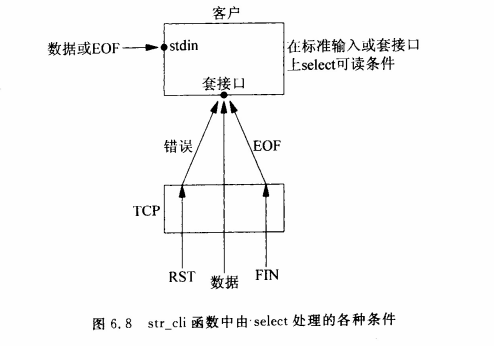 客户
数据或EOF
stdin
在标准输入或套接口
上select可读条件
套接口
错误
EOF
TCP
RST
数据
FIN
图 6.8 str_cli 函数中由 select 处理的各种条件